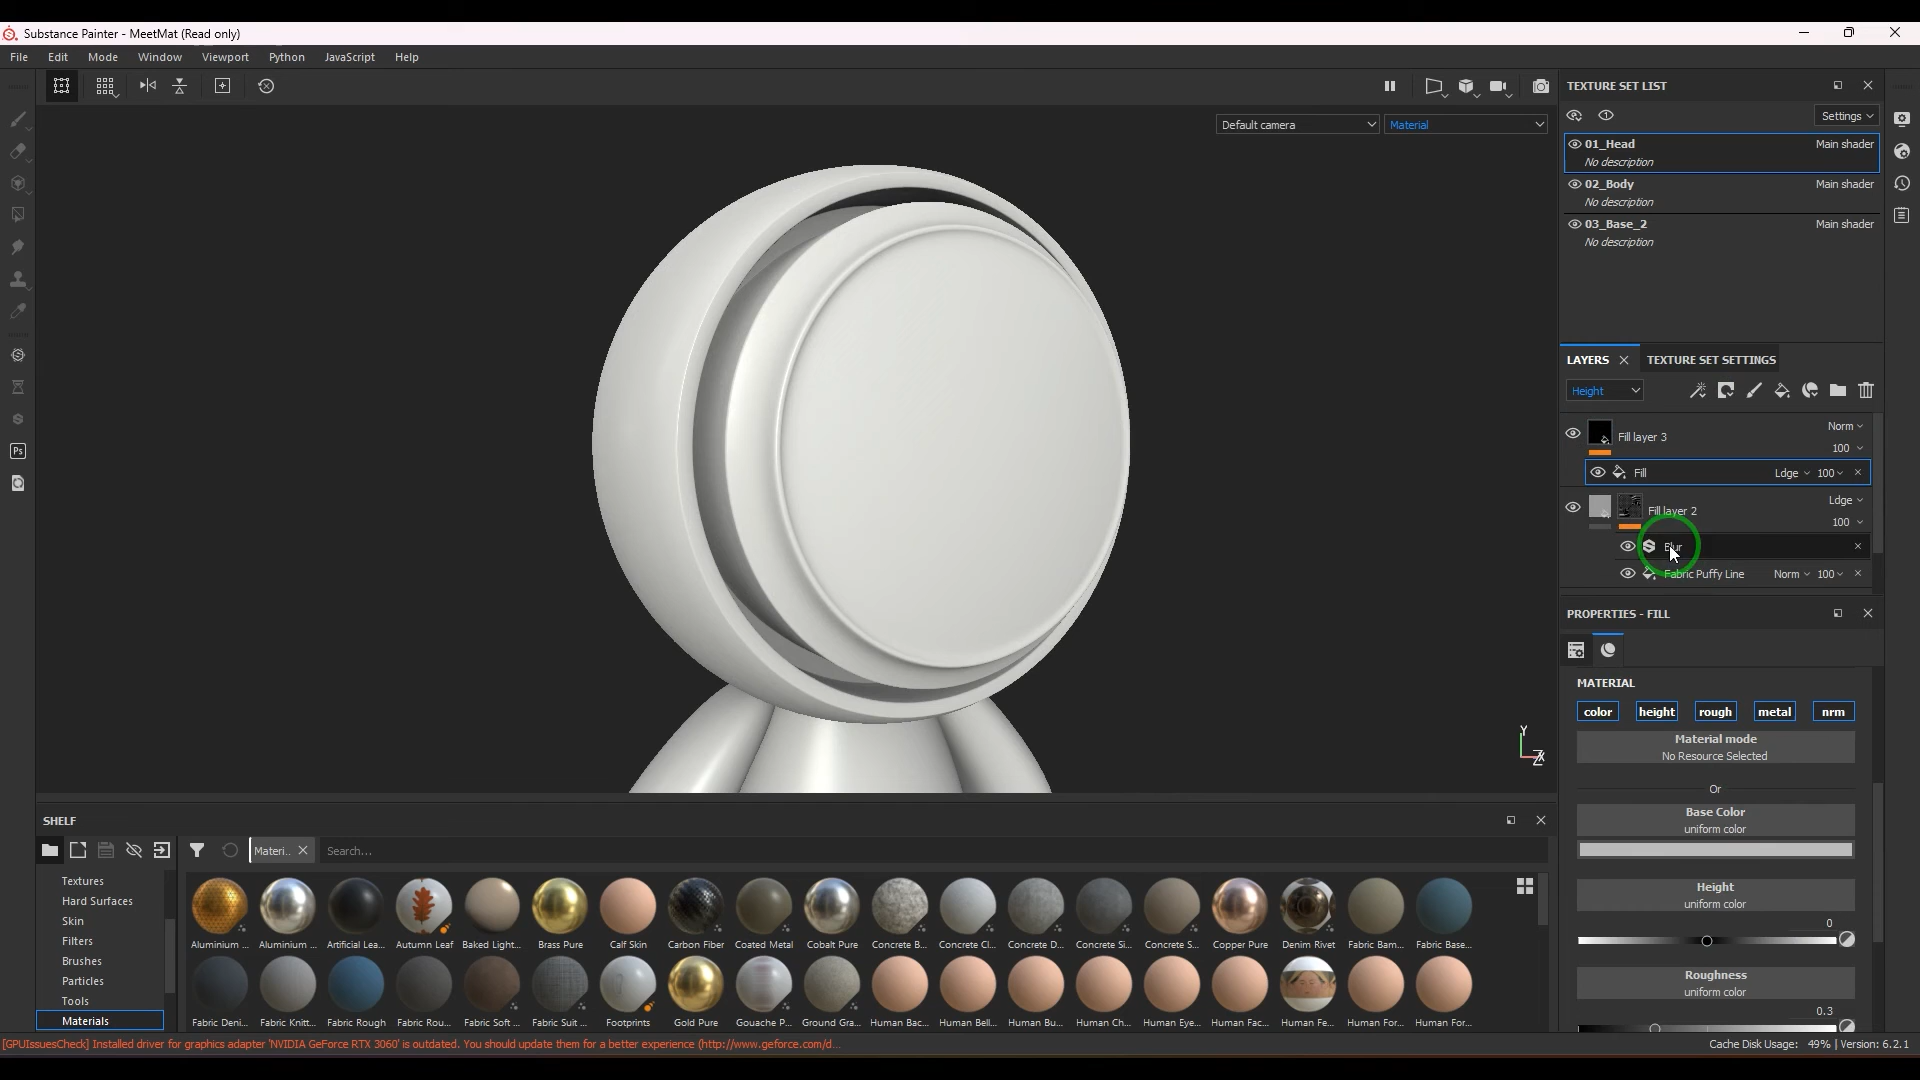 Substance Painter - MeetMat (Read only)
File Edit Mode Window Viewport Python JavaScript Help
TEXTURE SET LIST
Default camera
Material
Settings
01_Head Main shader
No description
02_Body Main shader
No description
03_Base_2 Main shader
No description
LAYERS
TEXTURE SET SETTINGS
Height
Norm
Fill layer 3
100
Fill Ldge 100
Ldge
Fill layer 2
100
Blur
Fabric Puffy Line Norm 100
PROPERTIES - FILL
MATERIAL
color height rough metal nrm
Material mode
No Resource Selected
Or
Base Color
uniform color
Height
uniform color
0
Roughness
uniform color
0.3
Y
Z
Ps
SHELF
Materi..
Search...
Textures
Hard Surfaces
Skin
Filters
Brushes
Particles
Tools
Materials
Aluminium ... Aluminium ... Artificial Lea... Autumn Leaf Baked Light... Brass Pure Calf Skin Carbon Fiber Coated Metal Cobalt Pure Concrete B... Concrete Cl... Concrete D... Concrete Si... Concrete S... Copper Pure Denim Rivet Fabric Bam... Fabric Base...
Fabric Deni... Fabric Knitt... Fabric Rough Fabric Rou... Fabric Soft ... Fabric Suit ... Footprints Gold Pure Gouache P... Ground Gra... Human Bac... Human Bell... Human Bu... Human Ch... Human Eye... Human Fac... Human Fe... Human For... Human For...
[GPUIssuesCheck] Installed driver for graphics adapter 'NVIDIA GeForce RTX 3060' is outdated. You should update them for a better experience (http://www.geforce.com/d...
Cache Disk Usage: 49% | Version: 6.2.1